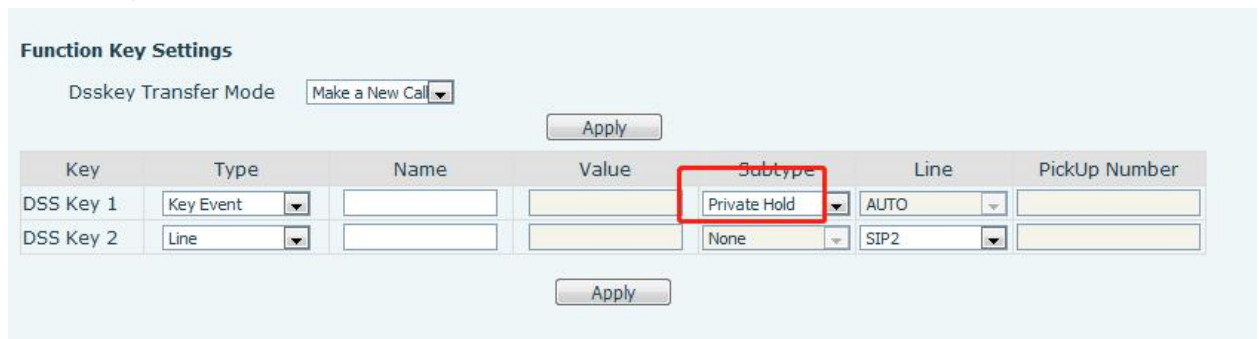 Function Key Settings
Dsskey Transfer Mode Make a New Call
Apply
Key Type Name Value Subtype Line PickUp Number
DSS Key 1 Key Event Private Hold AUTO
DSS Key 2 Line None SIP2
Apply